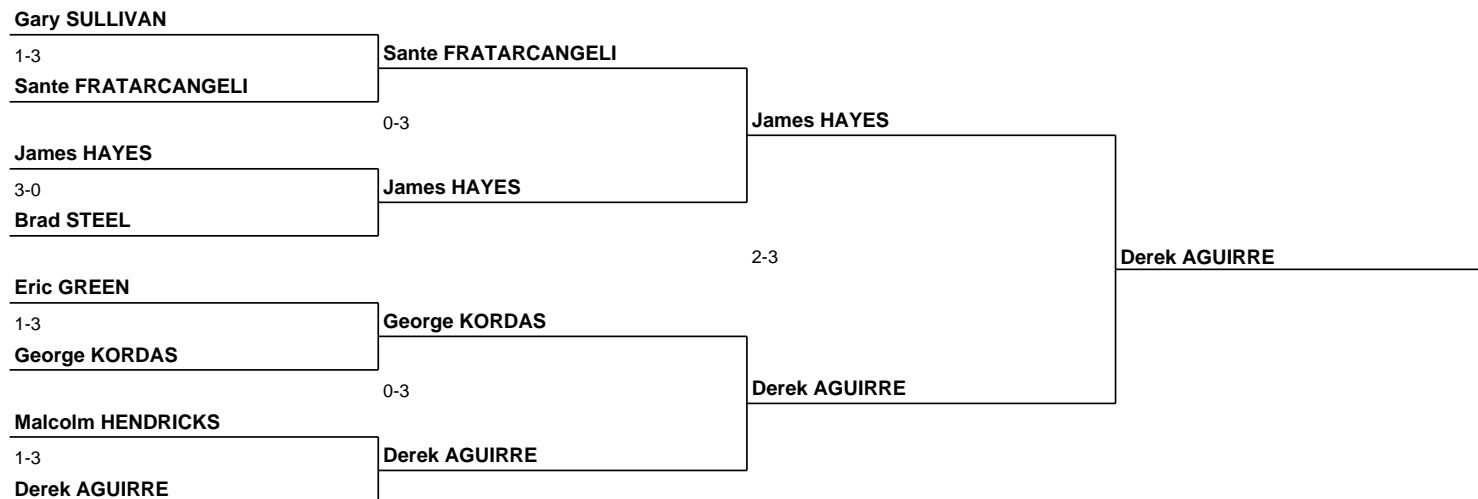 Gary SULLIVAN
1-3
Sante FRATARCANGELI
Sante FRATARCANGELI
0-3
James HAYES
James HAYES
3-0
James HAYES
Brad STEEL
2-3
Derek AGUIRRE
Eric GREEN
1-3
George KORDAS
George KORDAS
0-3
Derek AGUIRRE
Malcolm HENDRICKS
1-3
Derek AGUIRRE
Derek AGUIRRE